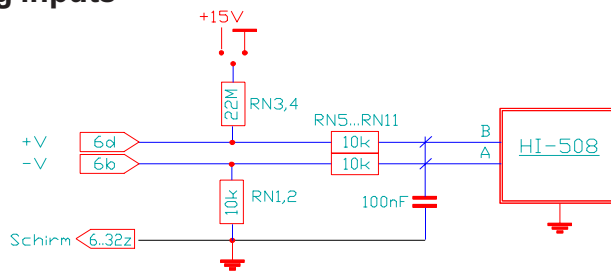 g inputs
+15V
22M RN3,4
RN5...RN11
+V 6d 10k B
-V 6b 10k A
HI-508
10k RN1,2
100nF
Schirm 6..32z